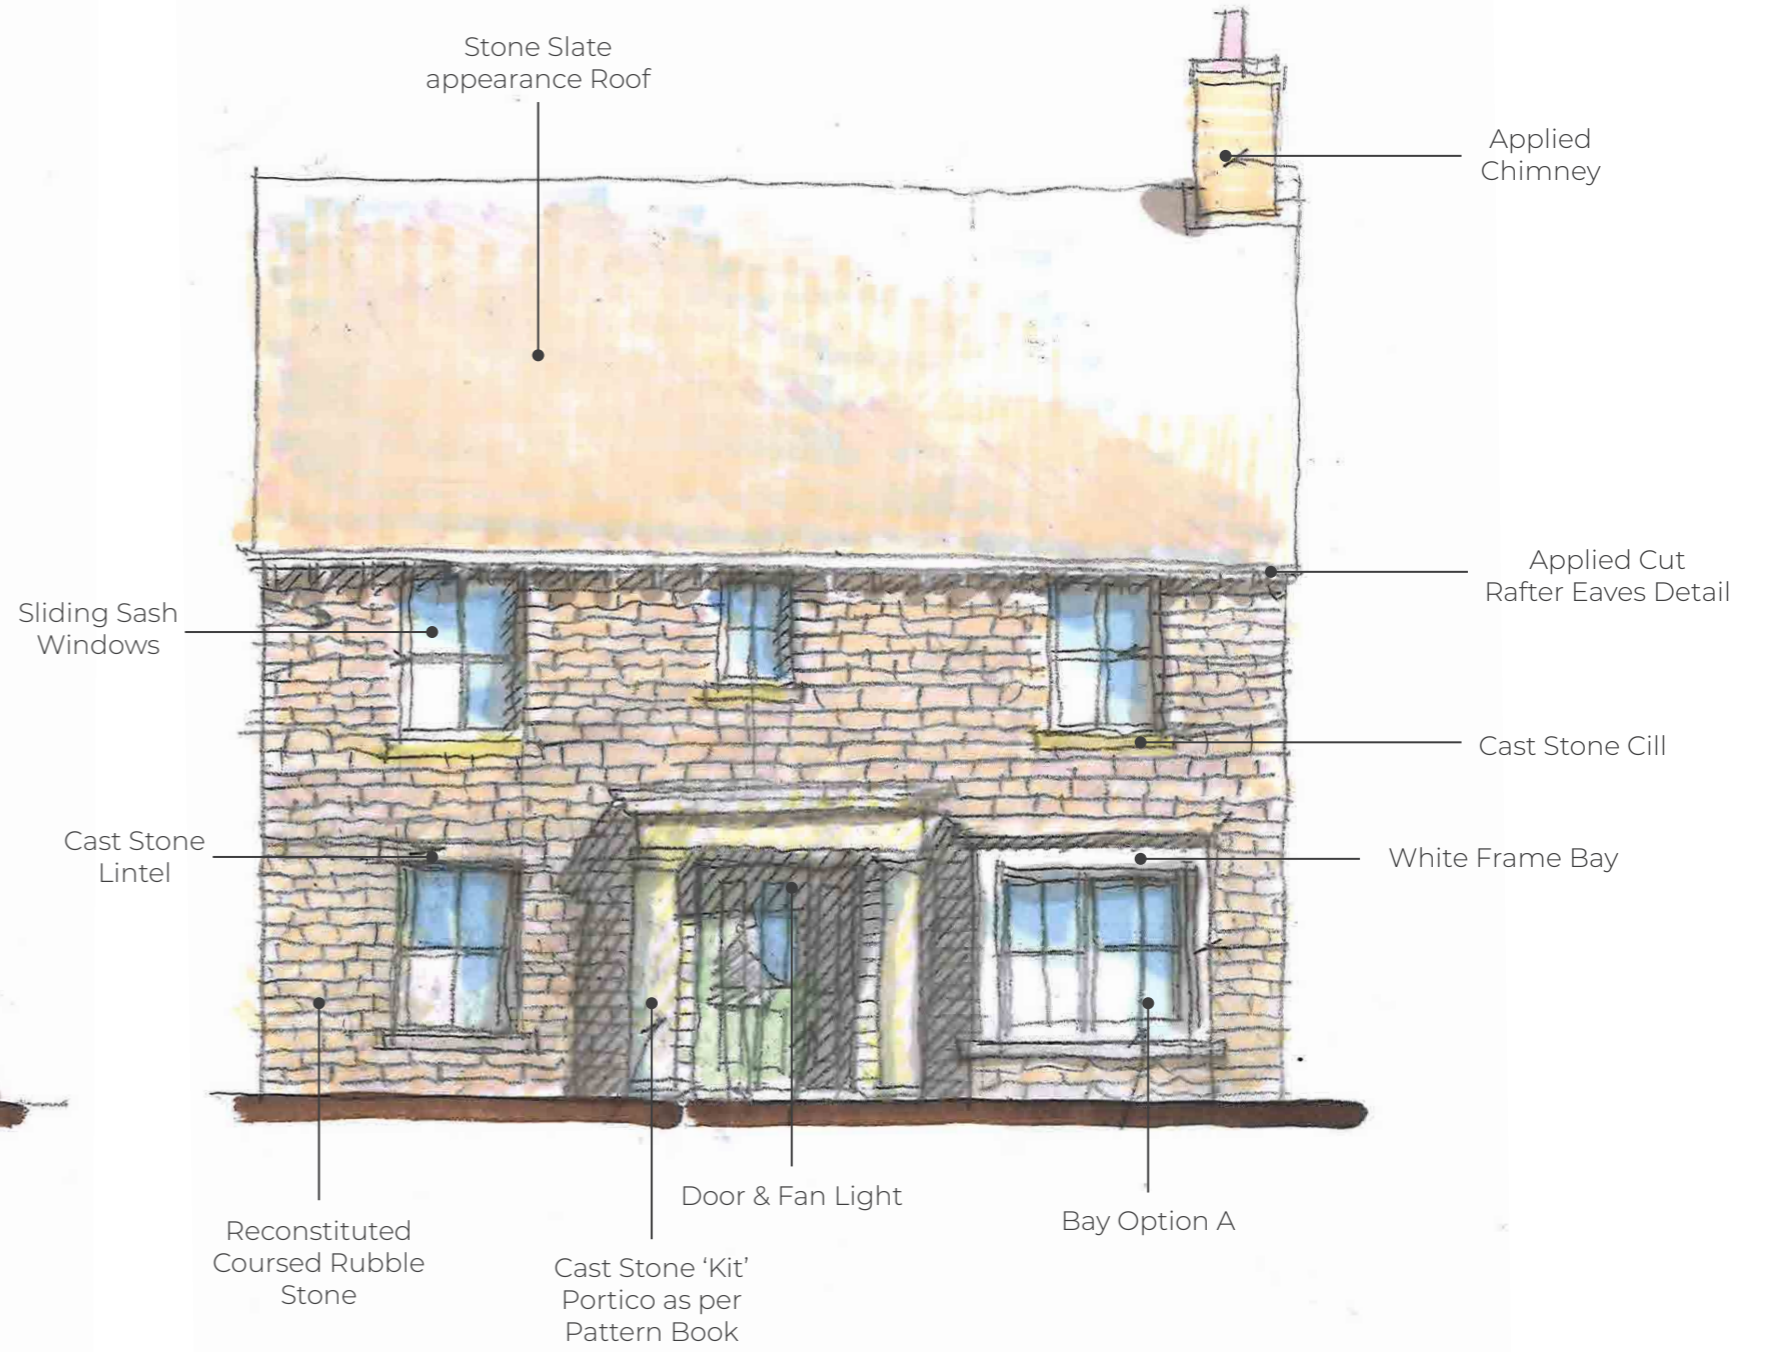 Stone Slate
appearance Roof
Applied
Chimney
Applied Cut
Rafter Eaves Detail
Sliding Sash
Windows
Cast Stone Cill
Cast Stone
Lintel
White Frame Bay
Door & Fan Light
Bay Option A
Reconstituted
Coursed Rubble
Stone
Cast Stone ‘Kit’
Portico as per
Pattern Book